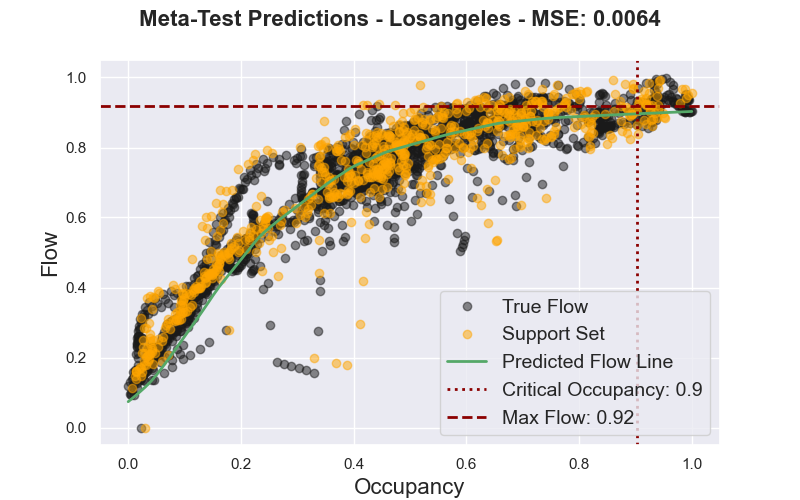 Meta-Test Predictions - Losangeles - MSE: 0.0064
1.0
0.8
0.6
0.4
0.2
0.0
Flow
True Flow
Support Set
Predicted Flow Line
Critical Occupancy: 0.9
Max Flow: 0.92
0.0 0.2 0.4 0.6 0.8 1.0
Occupancy